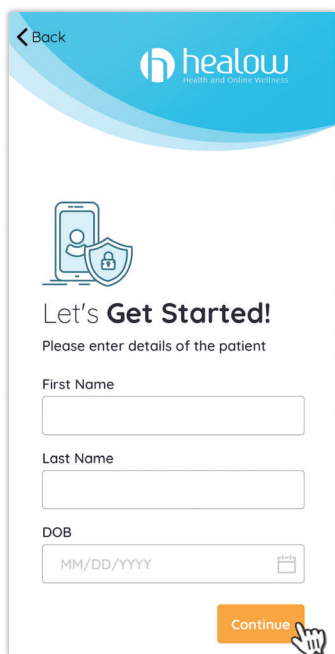 Back
healow
Health and Online Wellness
Let's Get Started!
Please enter details of the patient
First Name
Last Name
DOB
MM/DD/YYYY
Continue